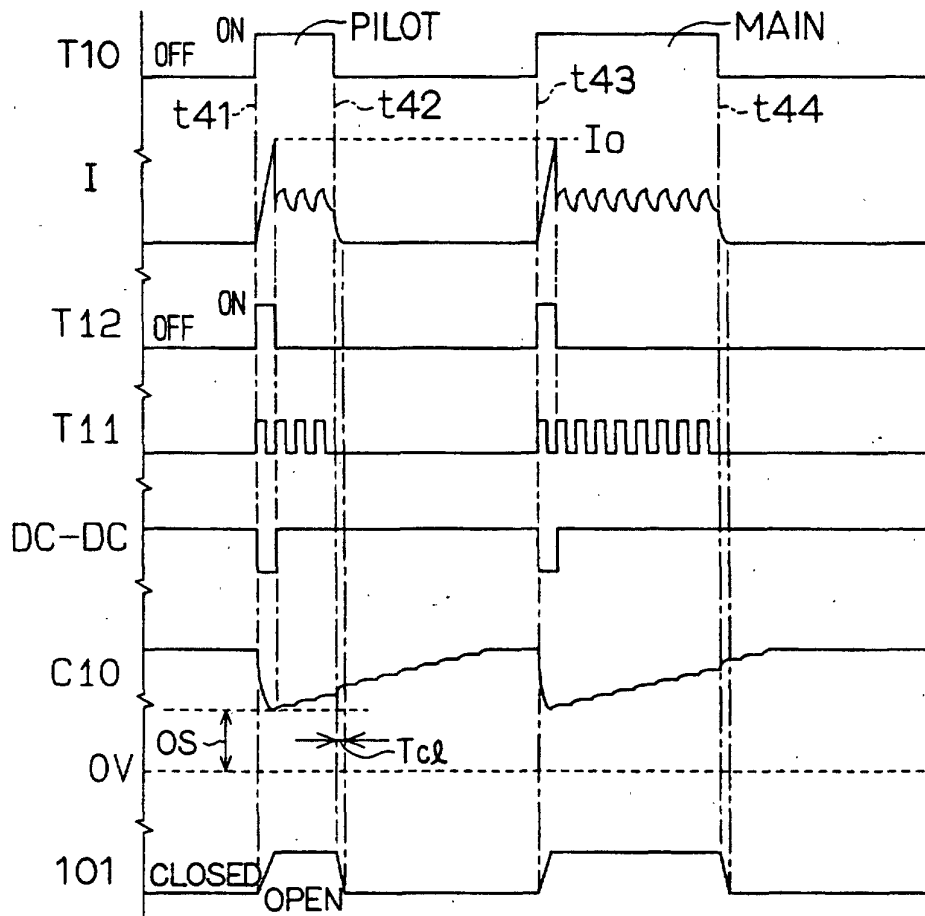 ON PILOT MAIN
T10 OFF
t41 t42 t43 t44
Io
I
ON
T12 OFF
T11
DC-DC
C10
OS Tcl
0V
101 CLOSED
OPEN